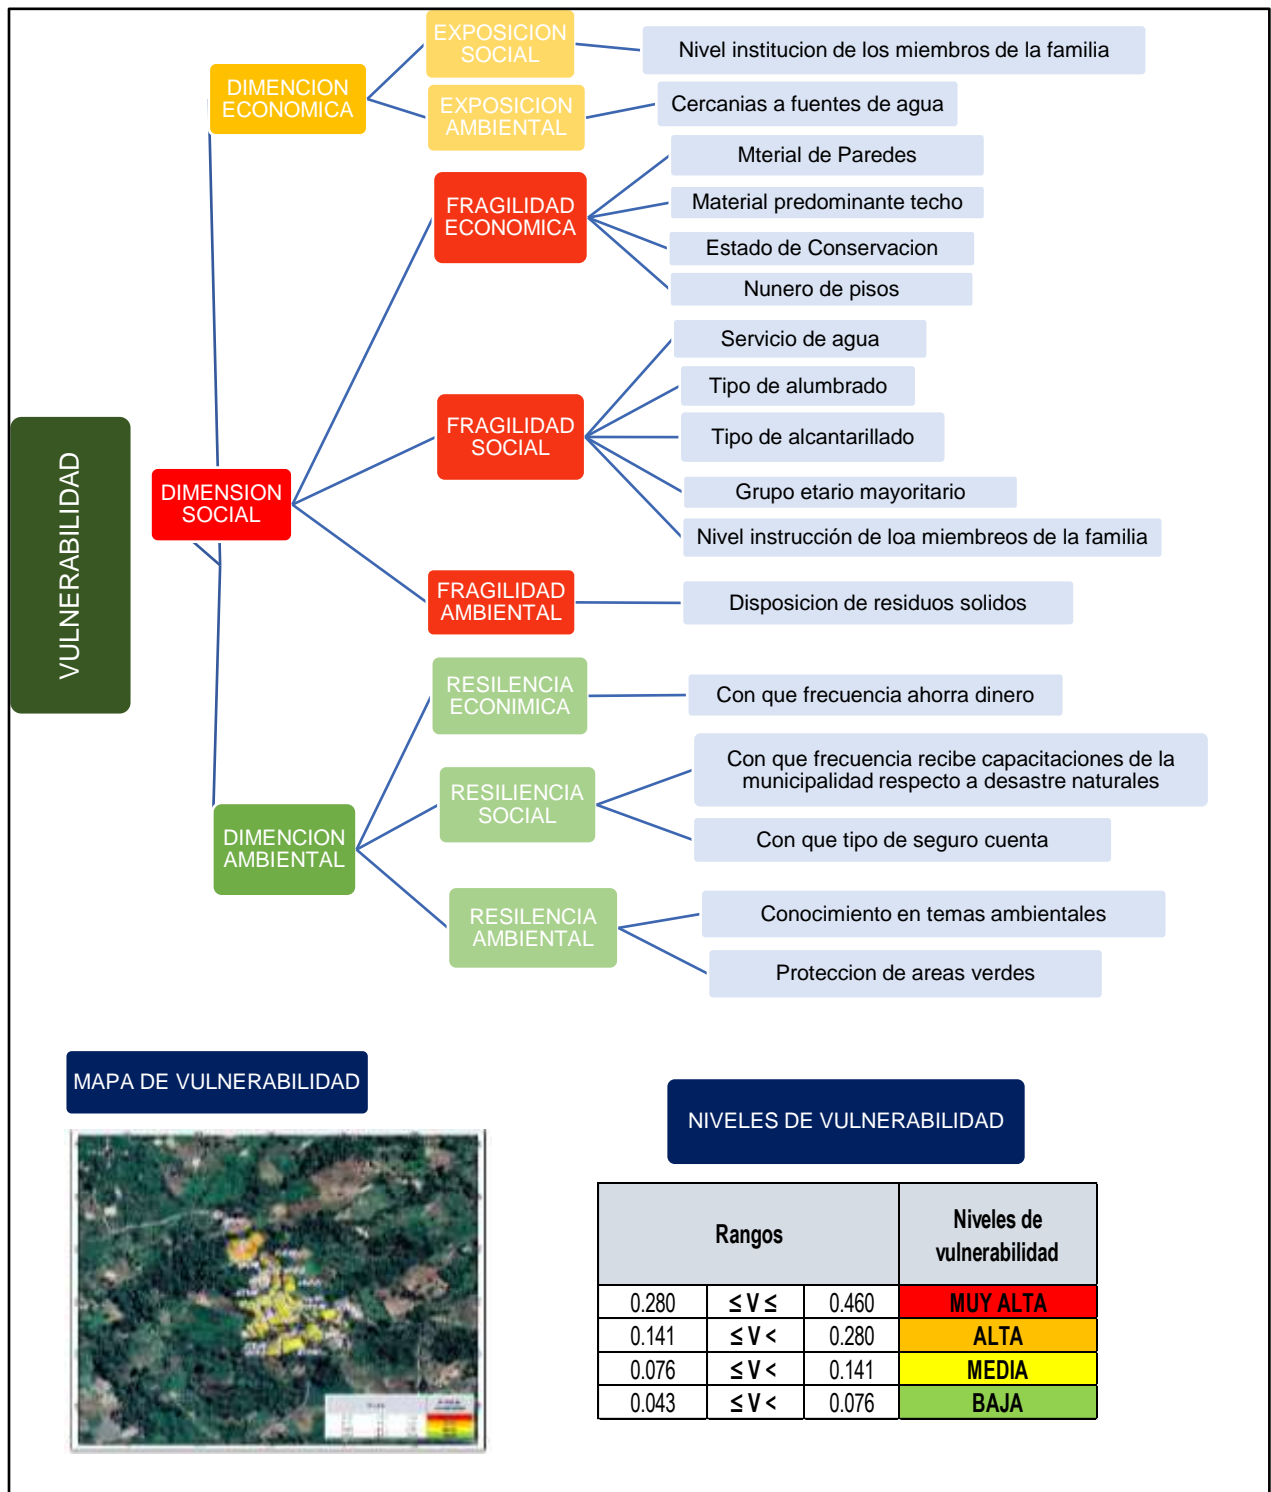 VULNERABILIDAD
DIMENCION
ECONOMICA
EXPOSICION
SOCIAL
Nivel institucion de los miembros de la familia
EXPOSICION
AMBIENTAL
Cercanias a fuentes de agua
DIMENSION
SOCIAL
FRAGILIDAD
ECONOMICA
Mterial de Paredes
Material predominante techo
Estado de Conservacion
Nunero de pisos
FRAGILIDAD
SOCIAL
Servicio de agua
Tipo de alumbrado
Tipo de alcantarillado
Grupo etario mayoritario
Nivel instrucción de loa miembreos de la familia
FRAGILIDAD
AMBIENTAL
Disposicion de residuos solidos
DIMENCION
AMBIENTAL
RESILENCIA
ECONIMICA
Con que frecuencia ahorra dinero
RESILIENCIA
SOCIAL
Con que frecuencia recibe capacitaciones de la
municipalidad respecto a desastre naturales
Con que tipo de seguro cuenta
RESILENCIA
AMBIENTAL
Conocimiento en temas ambientales
Proteccion de areas verdes
MAPA DE VULNERABILIDAD
NIVELES DE VULNERABILIDAD
Rangos
Niveles de
vulnerabilidad
0.280 ≤ V ≤ 0.460 MUY ALTA
0.141 ≤ V < 0.280 ALTA
0.076 ≤ V < 0.141 MEDIA
0.043 ≤ V < 0.076 BAJA